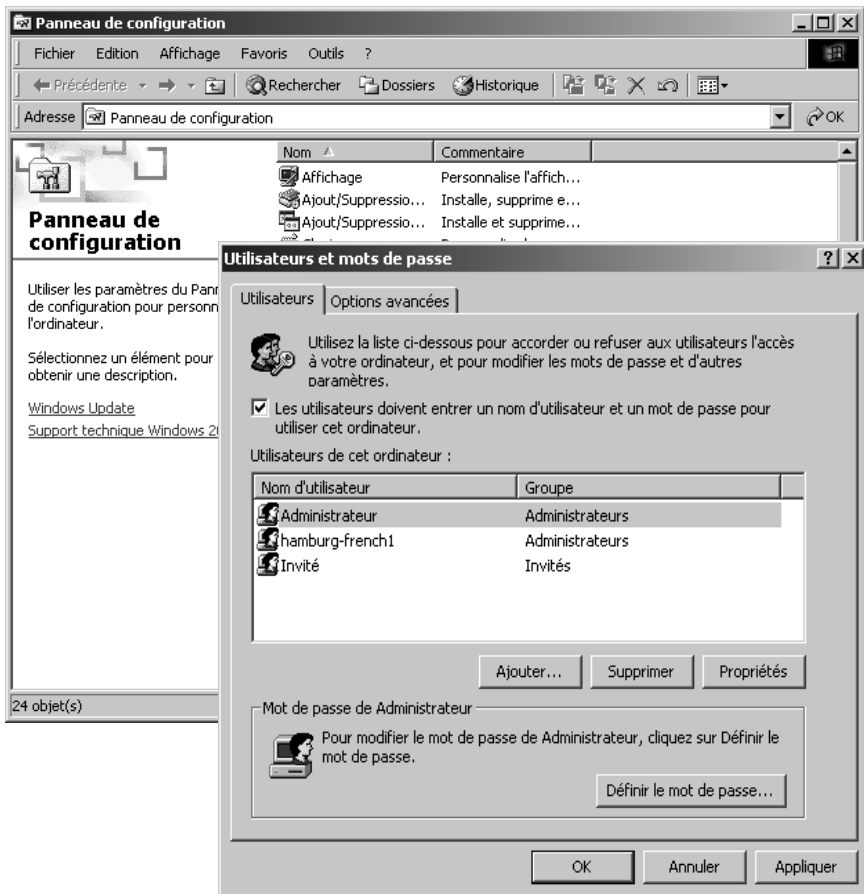 Panneau de configuration
Fichier Edition Affichage Favoris Outils ?
Précédente Rechercher Dossiers Historique
Adresse Panneau de configuration OK
Nom Commentaire
Affichage Personnalise l'affich...
Ajout/Suppressio... Installe, supprime e...
Ajout/Suppressio... Installe et supprime...
Panneau de
configuration
Utiliser les paramètres du Pann
de configuration pour personn
l'ordinateur.
Sélectionnez un élément pour
obtenir une description.
Windows Update
Support technique Windows 2
24 objet(s)
Utilisateurs et mots de passe
Utilisateurs Options avancées
Utilisez la liste ci-dessous pour accorder ou refuser aux utilisateurs l'accès
à votre ordinateur, et pour modifier les mots de passe et d'autres
paramètres.
Les utilisateurs doivent entrer un nom d'utilisateur et un mot de passe pour
utiliser cet ordinateur.
Utilisateurs de cet ordinateur :
Nom d'utilisateur Groupe
Administrateur Administrateurs
hamburg-french1 Administrateurs
Invité Invités
Ajouter... Supprimer Propriétés
Mot de passe de Administrateur
Pour modifier le mot de passe de Administrateur, cliquez sur Définir le
mot de passe.
Définir le mot de passe...
OK Annuler Appliquer